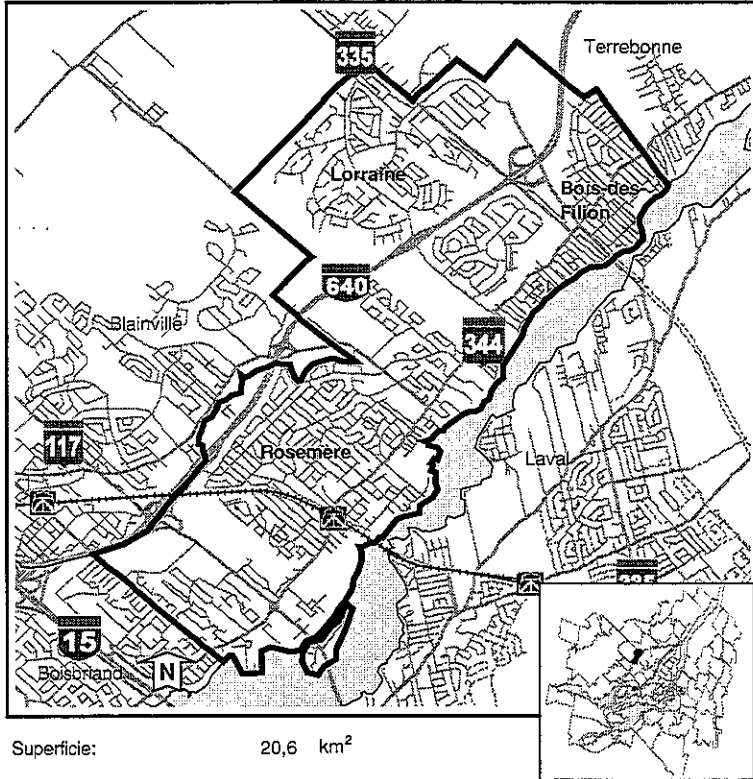 335
Terrebonne
Lorraine
Bois-des-
Filion
640
Blainville
344
117
Rosemère
Laval
15
Boisbriand
N
Superficie: 20,6 km²